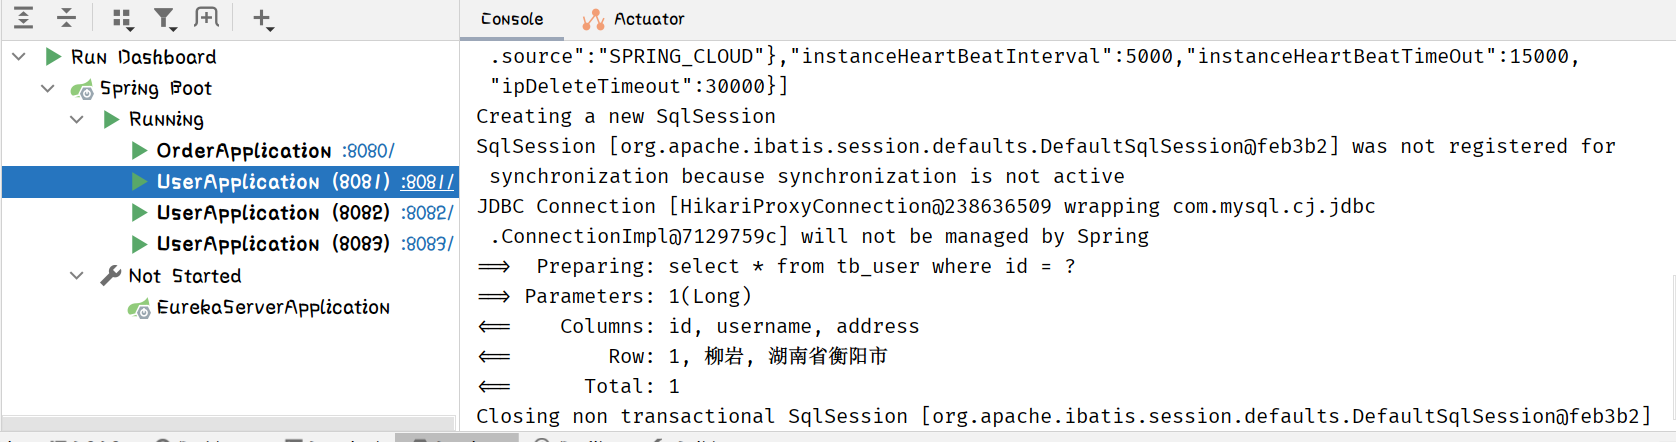 Console
Actuator
Run Dashboard
Spring Boot
Running
OrderApplication :8080/
UserApplication (8081) :8081/
UserApplication (8082) :8082/
UserApplication (8083) :8083/
Not Started
EurekaServerApplication
.source":"SPRING_CLOUD"},"instanceHeartBeatInterval":5000,"instanceHeartBeatTimeOut":15000,
"ipDeleteTimeout":30000}]
Creating a new SqlSession
SqlSession [org.apache.ibatis.session.defaults.DefaultSqlSession@feb3b2] was not registered for
synchronization because synchronization is not active
JDBC Connection [HikariProxyConnection@238636509 wrapping com.mysql.cj.jdbc
.ConnectionImpl@7129759c] will not be managed by Spring
==>  Preparing: select * from tb_user where id = ?
==> Parameters: 1(Long)
<==    Columns: id, username, address
<==        Row: 1, 柳岩, 湖南省衡阳市
<==      Total: 1
Closing non transactional SqlSession [org.apache.ibatis.session.defaults.DefaultSqlSession@feb3b2]